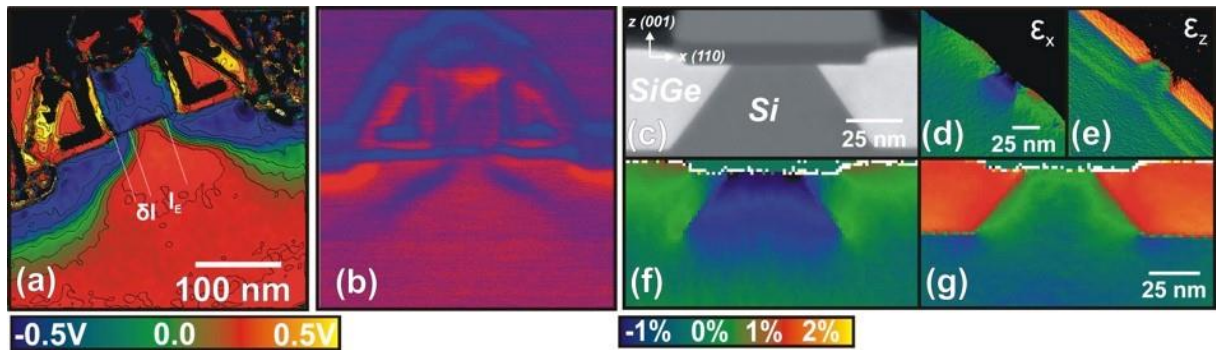 δl
l_E
(a)
100 nm
-0.5V 0.0 0.5V
(b)
z (001)
x (110)
SiGe
Si
(c)
25 nm
ε_x
(d)
25 nm
ε_z
(e)
(f)
(g)
25 nm
-1% 0% 1% 2%